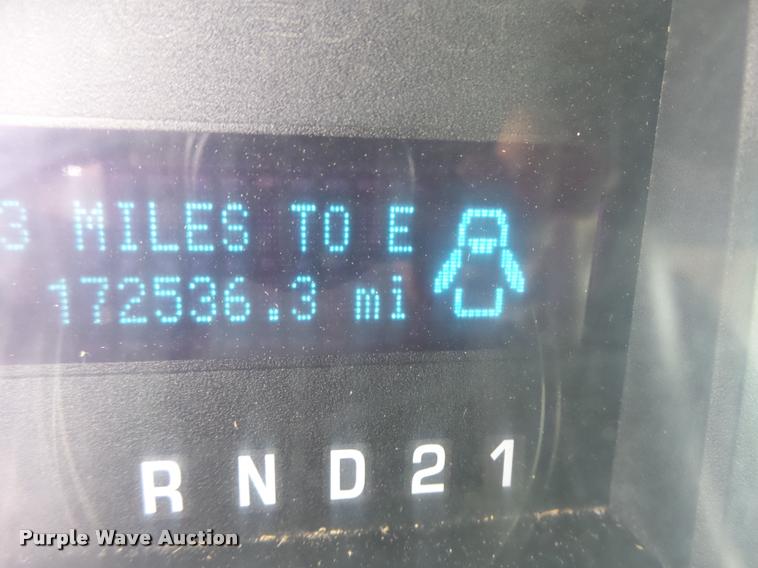 3 MILES TO E
172536.3 mi
R N D 2 1
Purple Wave Auction